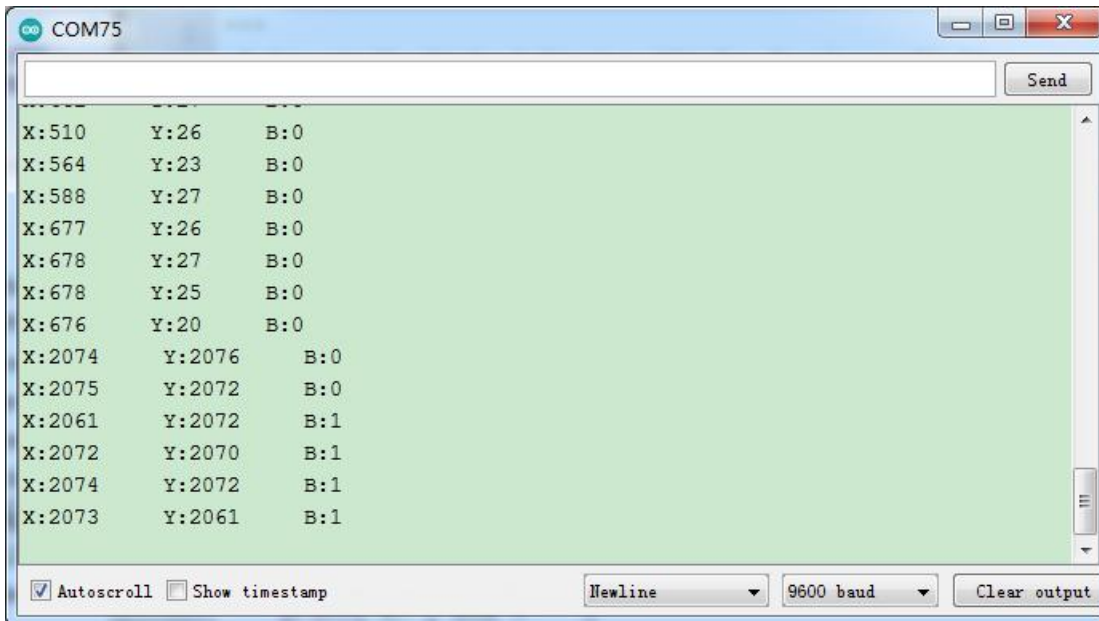 COM75
Send
X:510 Y:26 B:0
X:564 Y:23 B:0
X:588 Y:27 B:0
X:677 Y:26 B:0
X:678 Y:27 B:0
X:678 Y:25 B:0
X:676 Y:20 B:0
X:2074 Y:2076 B:0
X:2075 Y:2072 B:0
X:2061 Y:2072 B:1
X:2072 Y:2070 B:1
X:2074 Y:2072 B:1
X:2073 Y:2061 B:1
Autoscroll Show timestamp Newline 9600 baud Clear output